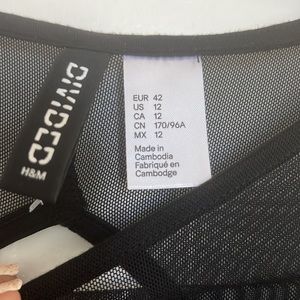 DIVIDED
H&M
EUR 42
US 12
CA 12
CN 170/96A
MX 12
Made in
Cambodia
Fabriqué en
Cambodge